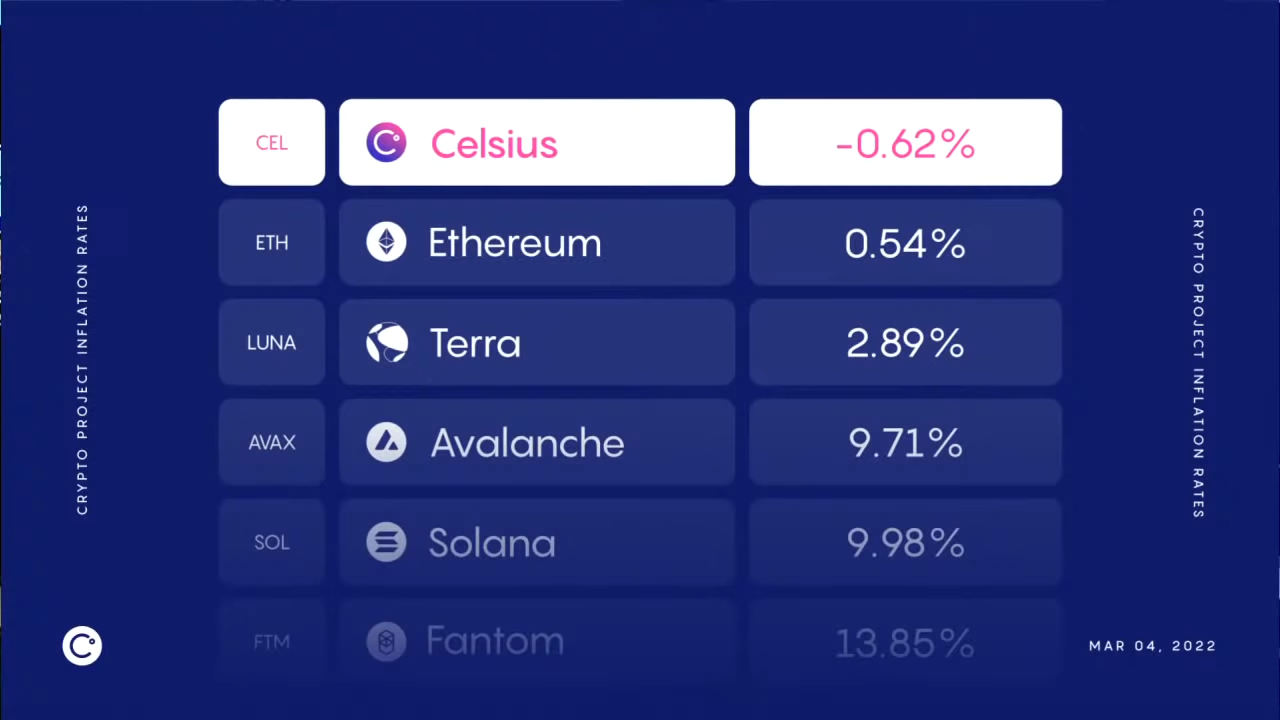 CEL Celsius -0.62%
ETH Ethereum 0.54%
LUNA Terra 2.89%
AVAX Avalanche 9.71%
SOL Solana 9.98%
FTM Fantom 13.85%
CRYPTO PROJECT INFLATION RATES
CRYPTO PROJECT INFLATION RATES
MAR 04, 2022